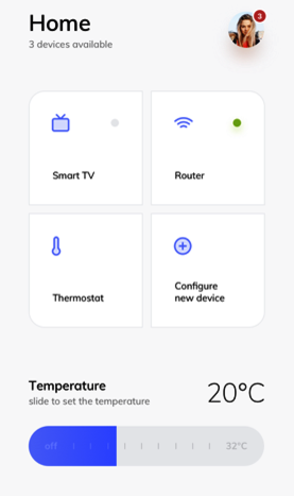 Home
3
3 devices available
Smart TV
Router
Thermostat
Configure
new device
Temperature
slide to set the temperature
20°C
off
32°C